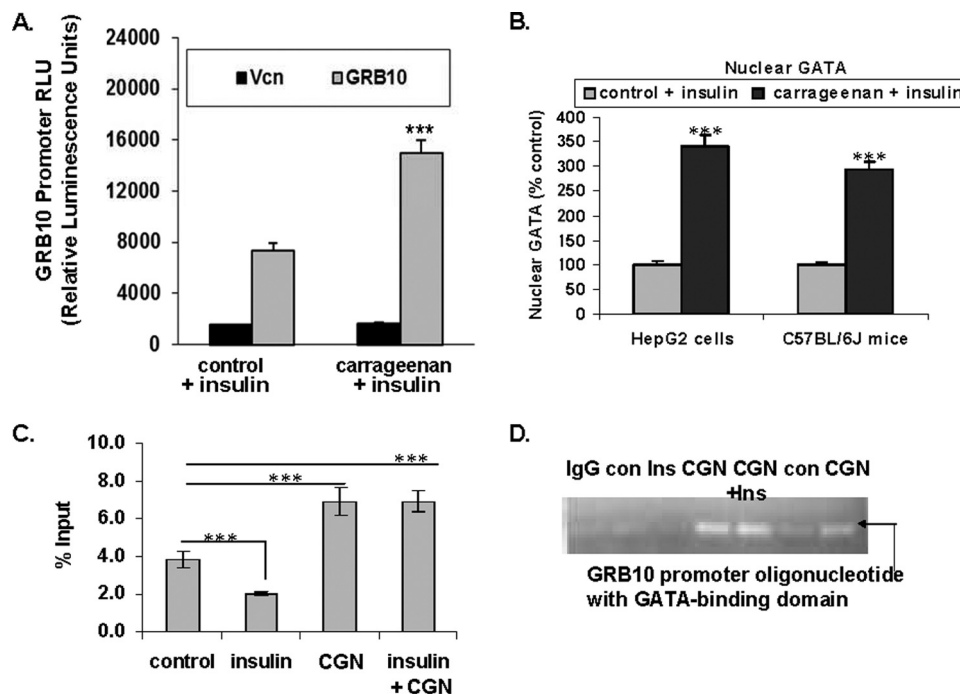 A.
GRB10 Promoter RLU
(Relative Luminescence Units)
24000
20000
16000
12000
8000
4000
0
Vcn GRB10
***
control
+ insulin
carrageenan
+ insulin
B.
Nuclear GATA
control + insulin carrageenan + insulin
Nuclear GATA (% control)
400
350
300
250
200
150
100
50
0
***
***
HepG2 cells
C57BL/6J mice
C.
% Input
10.0
8.0
6.0
4.0
2.0
0.0
***
***
***
control
insulin
CGN
insulin
+ CGN
D.
IgG con Ins CGN CGN con CGN
+Ins
GRB10 promoter oligonucleotide
with GATA-binding domain